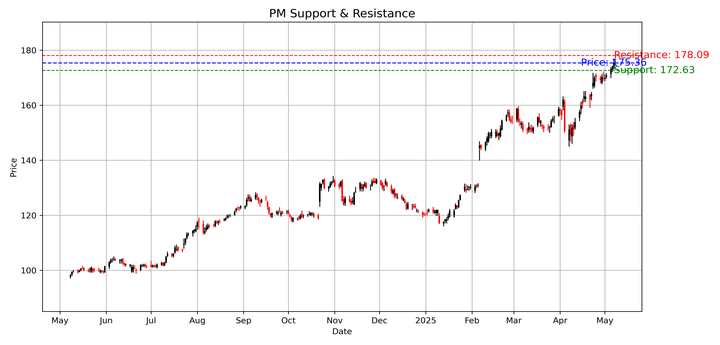 PM Support & Resistance
Resistance: 178.09
Price: 175.36
Support: 172.63
180
160
140
120
100
Price
May
Jun
Jul
Aug
Sep
Oct
Nov
Dec
2025
Feb
Mar
Apr
May
Date